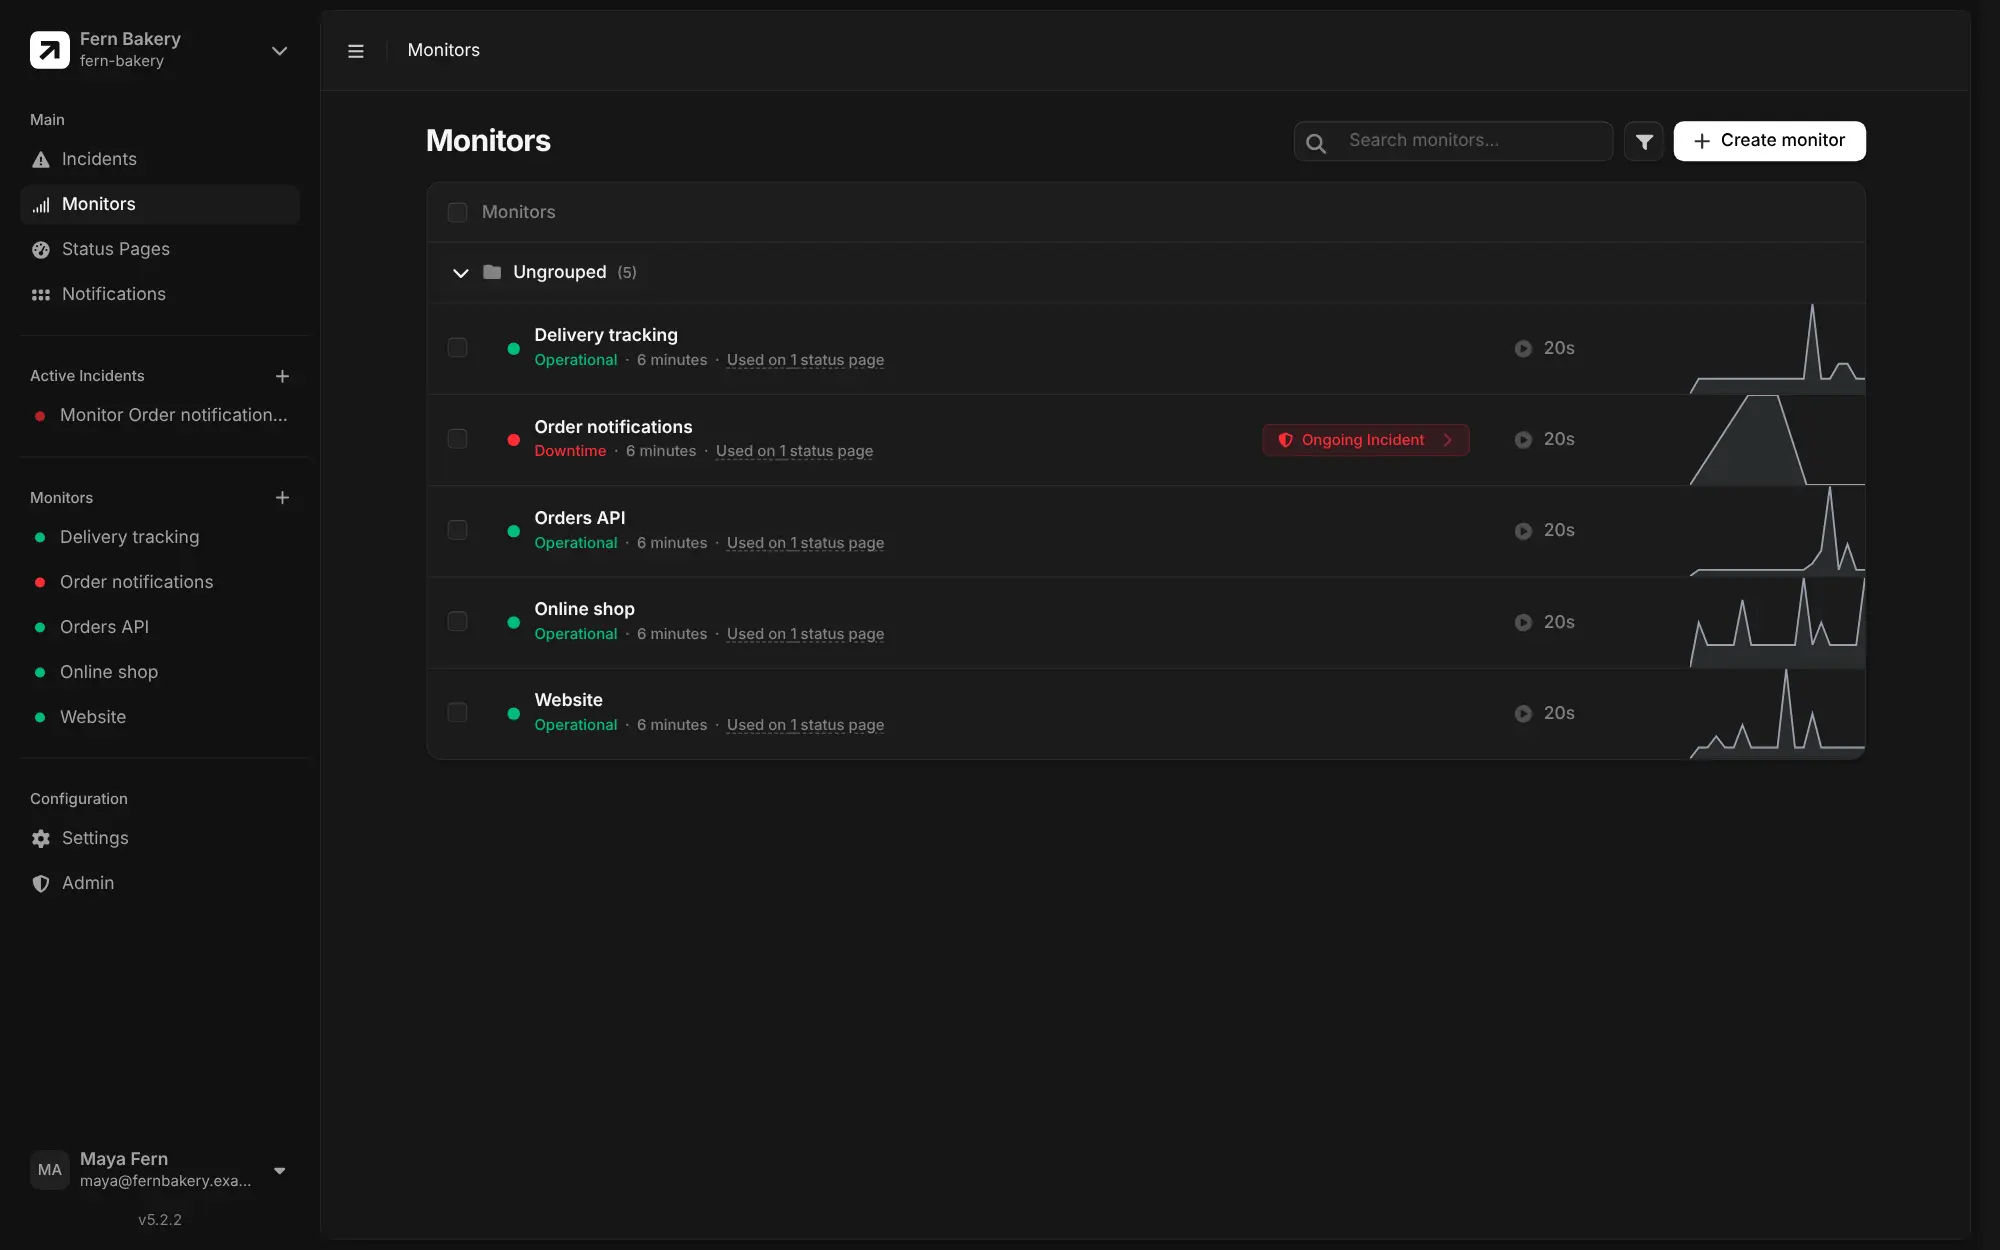 Fern Bakery
fern-bakery
Main
Incidents
Monitors
Status Pages
Notifications
Active Incidents
Monitor Order notification...
Monitors
Delivery tracking
Order notifications
Orders API
Online shop
Website
Configuration
Settings
Admin
MA
Maya Fern
maya@fernbakery.exa...
v5.2.2
Monitors
Monitors
Search monitors...
Create monitor
Monitors
Ungrouped (5)
Delivery tracking
Operational · 6 minutes · Used on 1 status page
20s
Order notifications
Downtime · 6 minutes · Used on 1 status page
Ongoing Incident
20s
Orders API
Operational · 6 minutes · Used on 1 status page
20s
Online shop
Operational · 6 minutes · Used on 1 status page
20s
Website
Operational · 6 minutes · Used on 1 status page
20s